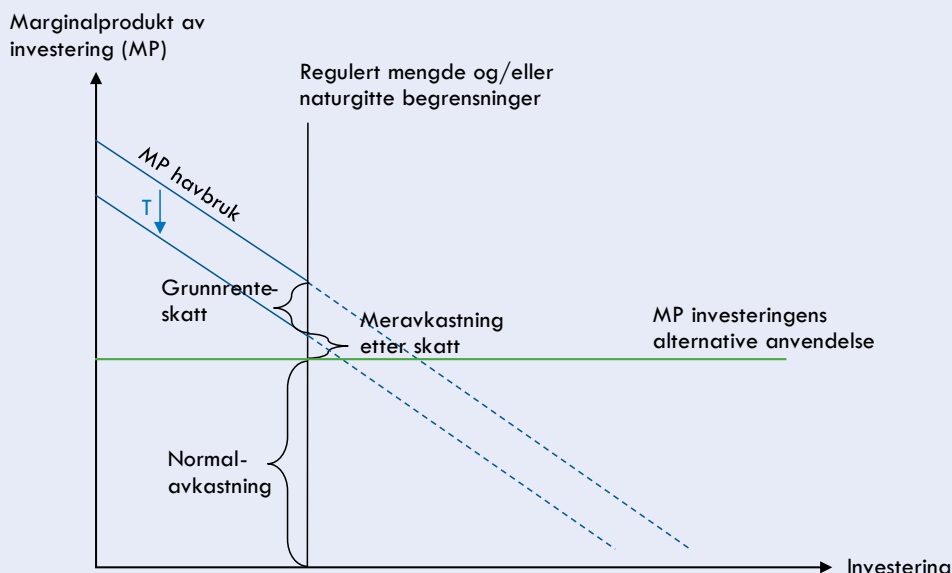 Marginalprodukt av
investering (MP)
Regulert mengde og/eller
naturgitte begrensninger
MP havbruk
T
Grunnrente-
skatt
Meravkastning
etter skatt
MP investeringens
alternative anvendelse
Normal-
avkastning
Investering